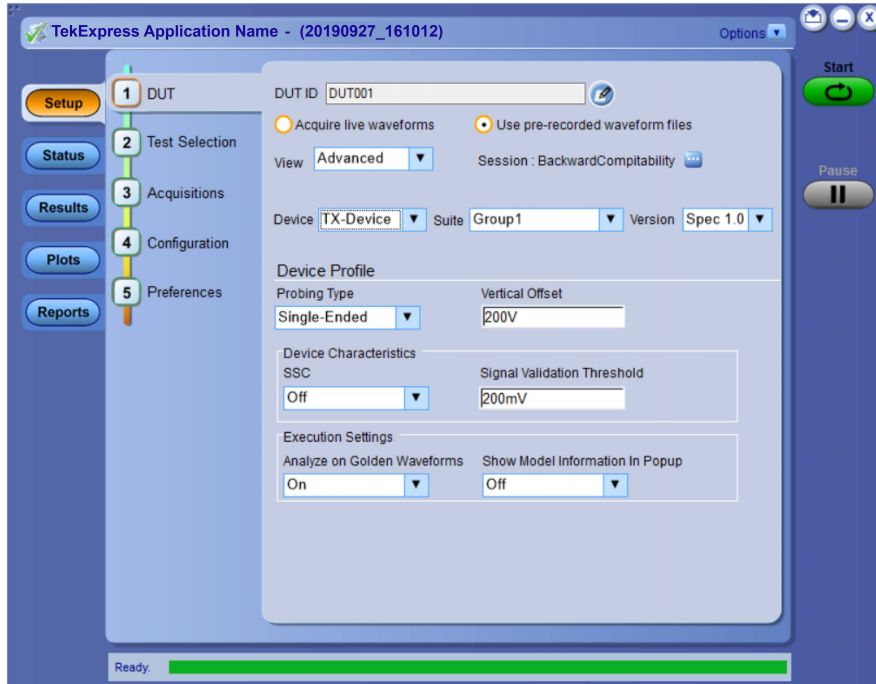 TekExpress Application Name - (20190927_161012)
Options
Start
Pause
Setup
Status
Results
Plots
Reports
1 DUT
2 Test Selection
3 Acquisitions
4 Configuration
5 Preferences
DUT ID DUT001
Acquire live waveforms Use pre-recorded waveform files
View Advanced Session : BackwardCompitability ...
Device TX-Device Suite Group1 Version Spec 1.0
Device Profile
Probing Type Vertical Offset
Single-Ended 200V
Device Characteristics
SSC Signal Validation Threshold
Off 200mV
Execution Settings
Analyze on Golden Waveforms Show Model Information In Popup
On Off
Ready.